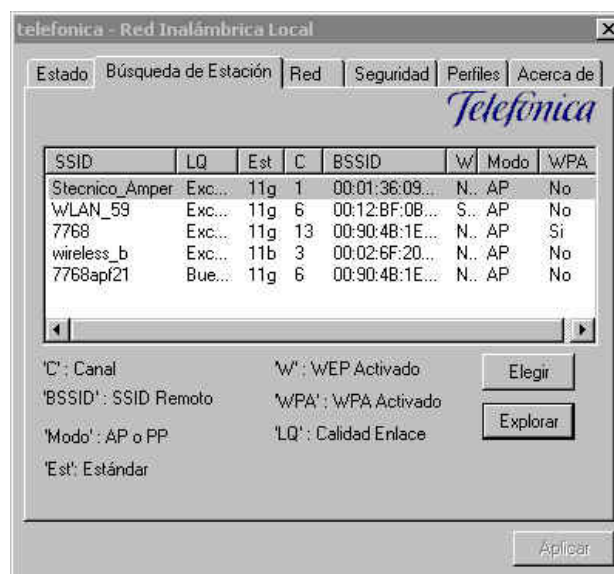 telefonica - Red Inalámbrica Local
Estado Búsqueda de Estación Red Seguridad Perfiles Acerca de
Telefónica
SSID LQ Est C BSSID W Modo WPA
Stecnico_Amper Exc... 11g 1 00:01:36:09... N.. AP No
WLAN_59 Exc... 11g 6 00:12:BF:0B... S.. AP No
7768 Exc... 11g 13 00:90:4B:1E... N.. AP Si
wireless_b Exc... 11b 3 00:02:6F:20... N.. AP No
7768apf21 Bue... 11g 6 00:90:4B:1E... N.. AP No
'C' : Canal 'W' : WEP Activado Elegir
'BSSID' : SSID Remoto 'WPA' : WPA Activado
'Modo' : AP o PP 'LQ' : Calidad Enlace Explorar
'Est': Estándar
Aplicar